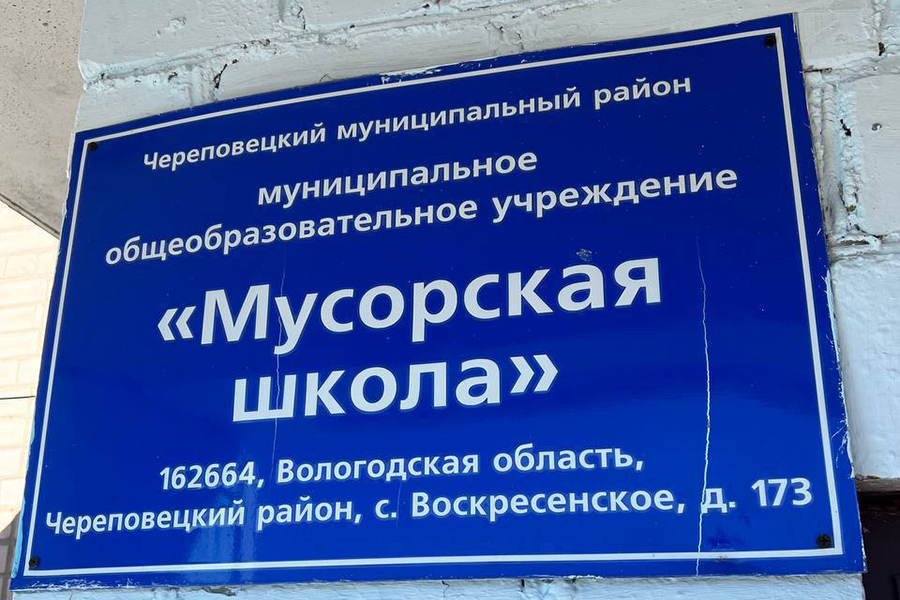 Череповецкий муниципальный район
муниципальное
общеобразовательное учреждение
«Мусорская
школа»
162664, Вологодская область,
Череповецкий район, с. Воскресенское, д. 173